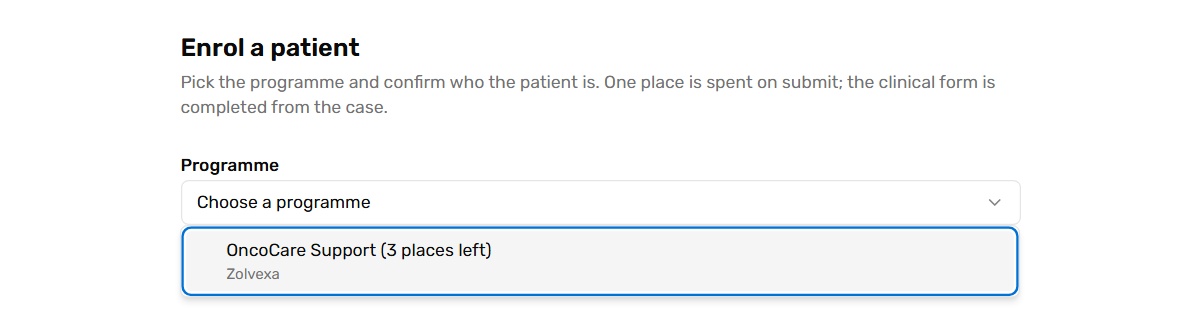 Enrol a patient
Pick the programme and confirm who the patient is. One place is spent on submit; the clinical form is
completed from the case.
Programme
Choose a programme
OncoCare Support (3 places left)
Zolvexa